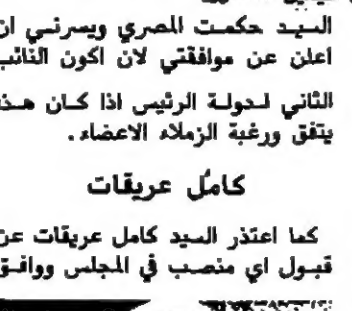 السيد حكمت المصري ويسرني ان
اعلن عن موافقتي لان اكون النائب
الثاني لدولة الرئيس اذا كان هذا
يتفق ورغبة الزملاء الاعضاء .
كامل عريقات
كما اعتذر السيد كامل عريقات عن
قبول اي منصب في المجلس ووافق